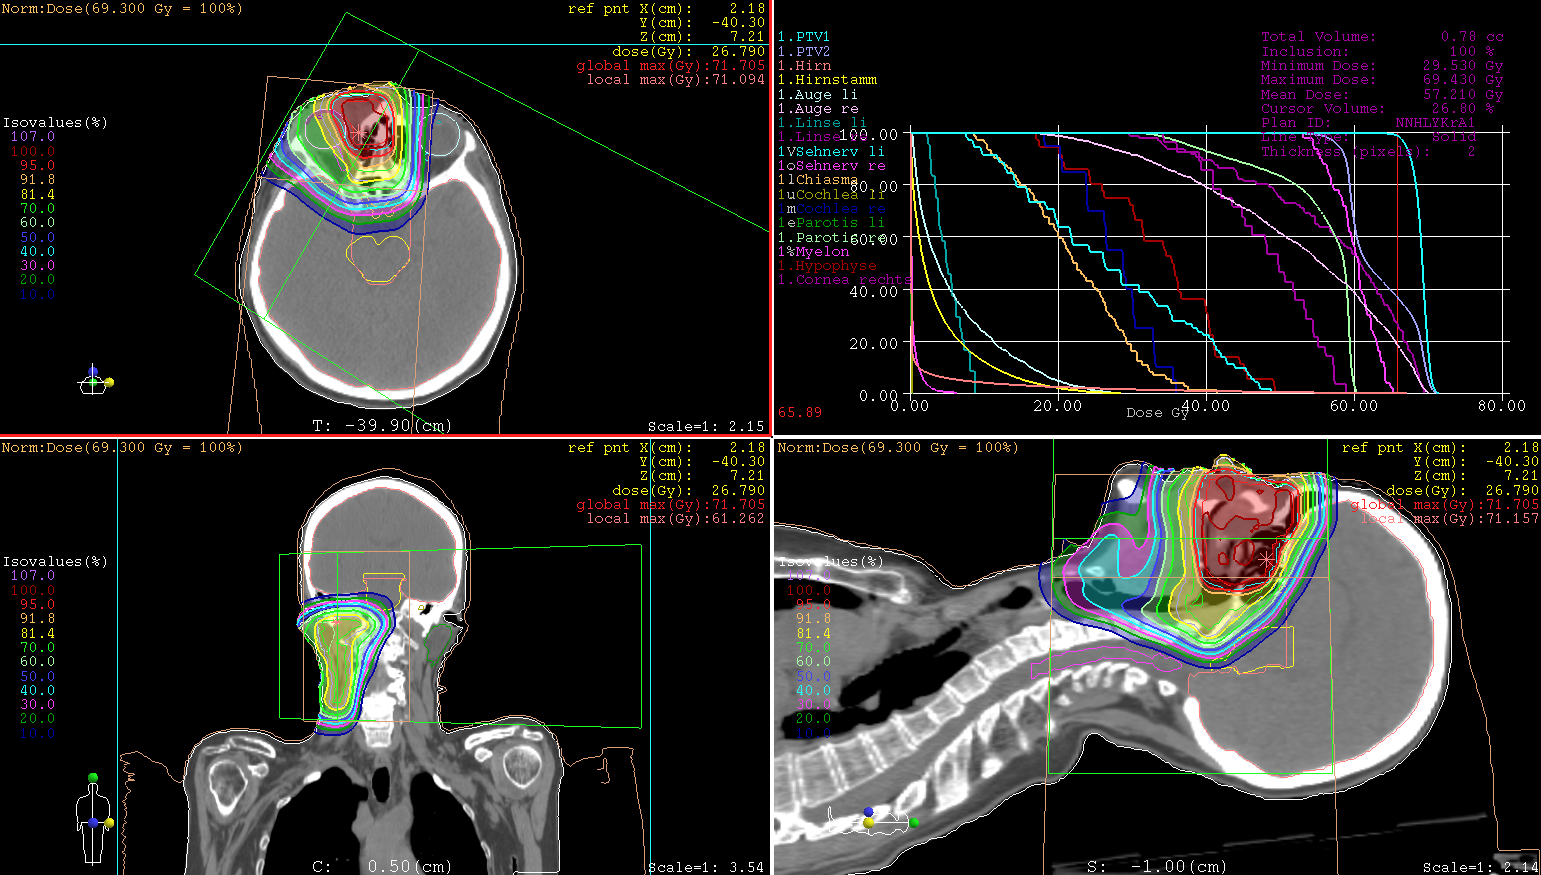 Norm:Dose(69.300 Gy = 100%)
ref pnt X(cm): 2.18
Y(cm): -40.30
Z(cm): 7.21
dose(Gy): 26.790
global max(Gy):71.705
local max(Gy):71.094
Isovalues(%)
107.0
100.0
95.0
91.8
81.4
70.0
60.0
50.0
40.0
30.0
20.0
10.0
T: -39.90(cm)
Scale=1: 2.15
1.PTV1
1.PTV2
1.Hirn
1.Hirnstamm
1.Auge li
1.Auge re
1.Linse li
1.Linse re
Sehnerv li
Sehnerv re
Chiasma
Cochlea li
Cochlea re
Parotis li
1.Parotis re
Myelon
1.Hypophyse
1.Cornea rechts
Total Volume: 0.78 cc
Inclusion: 100 %
Minimum Dose: 29.530 Gy
Maximum Dose: 69.430 Gy
Mean Dose: 57.210 Gy
Cursor Volume: 26.80 %
Plan ID: NNHLYKrA1
Line Type: Solid
Thickness (pixels): 2
100.00
80.00
60.00
40.00
20.00
0.00
0.00 20.00 40.00 60.00 80.00
Dose Gy
65.89
Norm:Dose(69.300 Gy = 100%)
ref pnt X(cm): 2.18
Y(cm): -40.30
Z(cm): 7.21
dose(Gy): 26.790
global max(Gy):71.705
local max(Gy):61.262
Isovalues(%)
107.0
100.0
95.0
91.8
81.4
70.0
60.0
50.0
40.0
30.0
20.0
10.0
C: 0.50(cm)
Scale=1: 3.54
Norm:Dose(69.300 Gy = 100%)
ref pnt X(cm): 2.18
Y(cm): -40.30
Z(cm): 7.21
dose(Gy): 26.790
global max(Gy):71.705
local max(Gy):71.157
Isovalues(%)
107.0
100.0
95.0
91.8
81.4
70.0
60.0
50.0
40.0
30.0
20.0
10.0
S: -1.00(cm)
Scale=1: 2.14